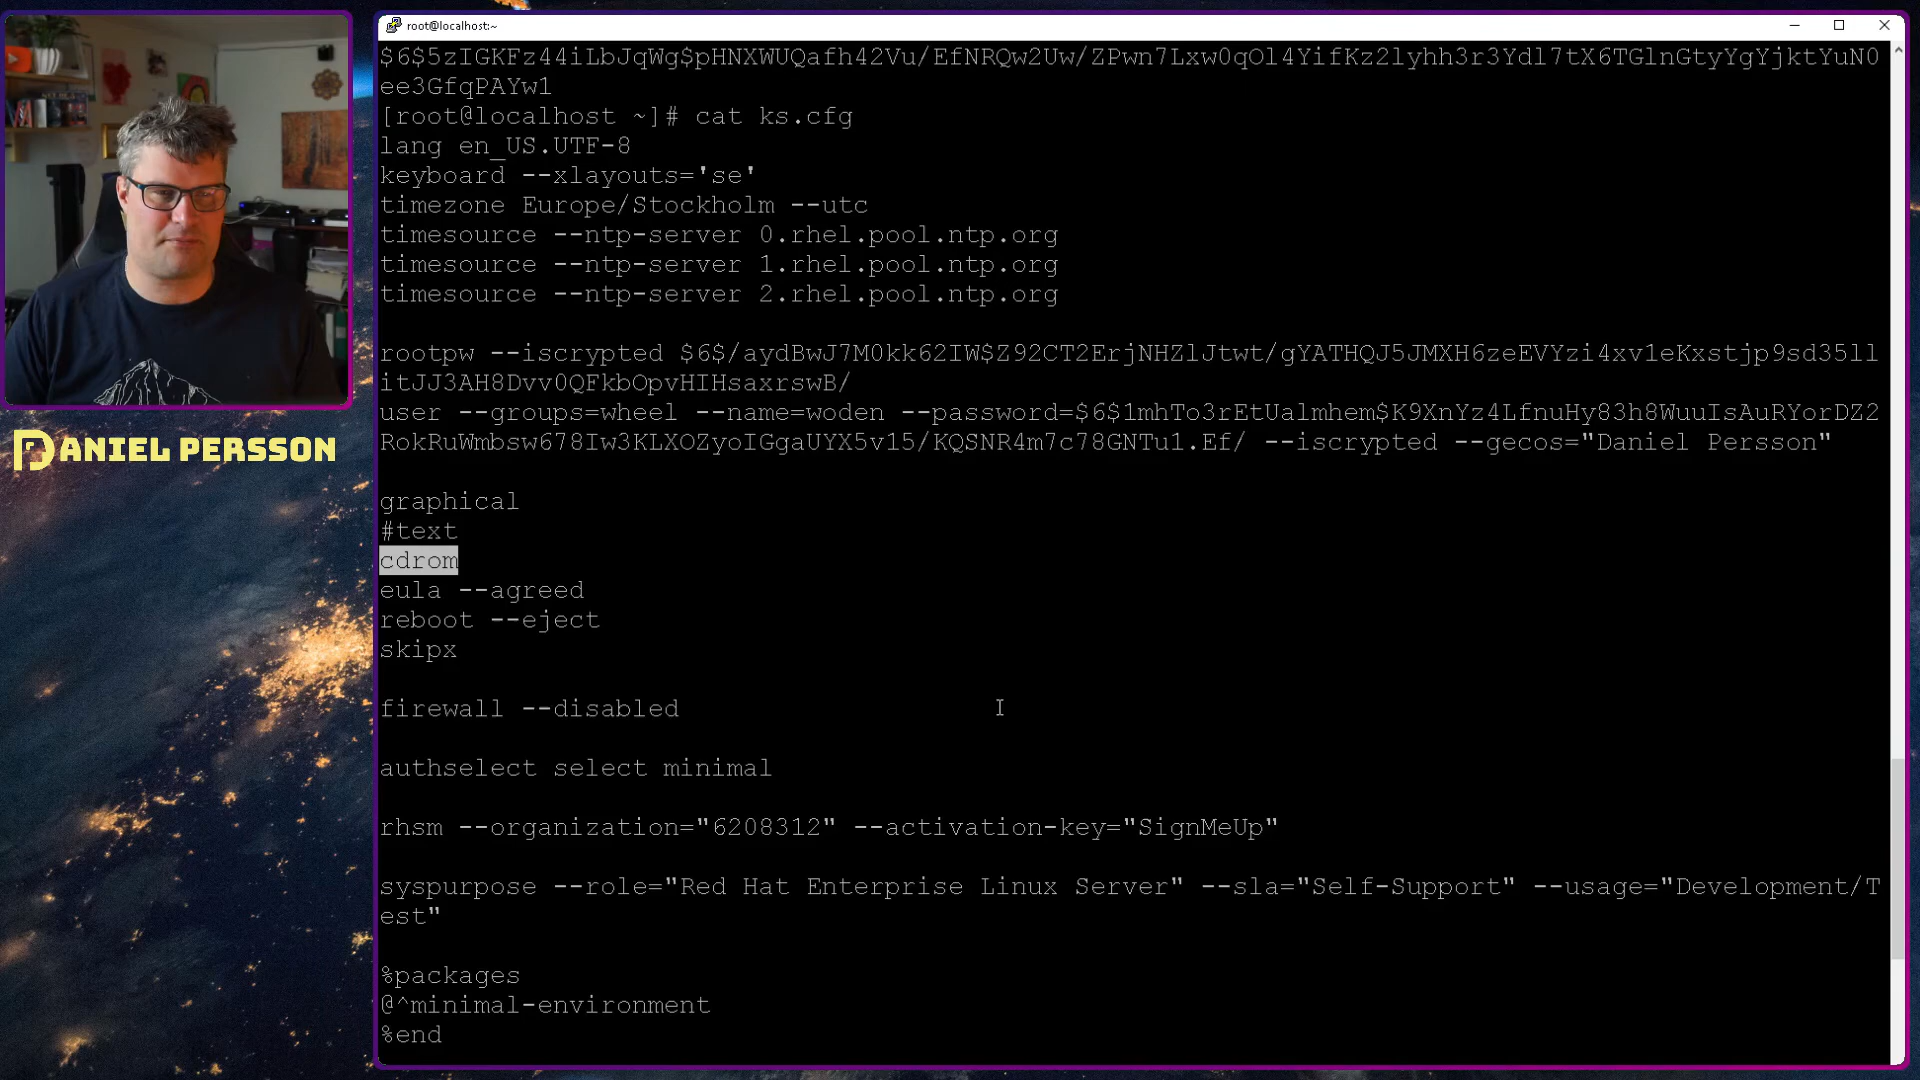 root@localhost:~
$6$5zIGKFz44iLbJqWg$pHNXWUQafh42Vu/EfNRQw2Uw/ZPwn7Lxw0qOl4YifKz2lyhh3r3Ydl7tX6TGlnGtyYgYjktYuN0
ee3GfqPAYw1
[root@localhost ~]# cat ks.cfg
lang en_US.UTF-8
keyboard --xlayouts='se'
timezone Europe/Stockholm --utc
timesource --ntp-server 0.rhel.pool.ntp.org
timesource --ntp-server 1.rhel.pool.ntp.org
timesource --ntp-server 2.rhel.pool.ntp.org
rootpw --iscrypted $6$/aydBwJ7M0kk62IW$Z92CT2ErjNHZlJtwt/gYATHQJ5JMXH6zeEVYzi4xv1eKxstjp9sd35ll
itJJ3AH8Dvv0QFkbOpvHIHsaxrswB/
user --groups=wheel --name=woden --password=$6$1mhTo3rEtUalmhem$K9XnYz4LfnuHy83h8WuuIsAuRYorDZ2
RokRuWmbsw678Iw3KLXOZyoIGgaUYX5v15/KQSNR4m7c78GNTu1.Ef/ --iscrypted --gecos="Daniel Persson"
graphical
#text
cdrom
eula --agreed
reboot --eject
skipx
firewall --disabled
authselect select minimal
rhsm --organization="6208312" --activation-key="SignMeUp"
syspurpose --role="Red Hat Enterprise Linux Server" --sla="Self-Support" --usage="Development/T
est"
%packages
@^minimal-environment
%end
DANIEL PERSSON